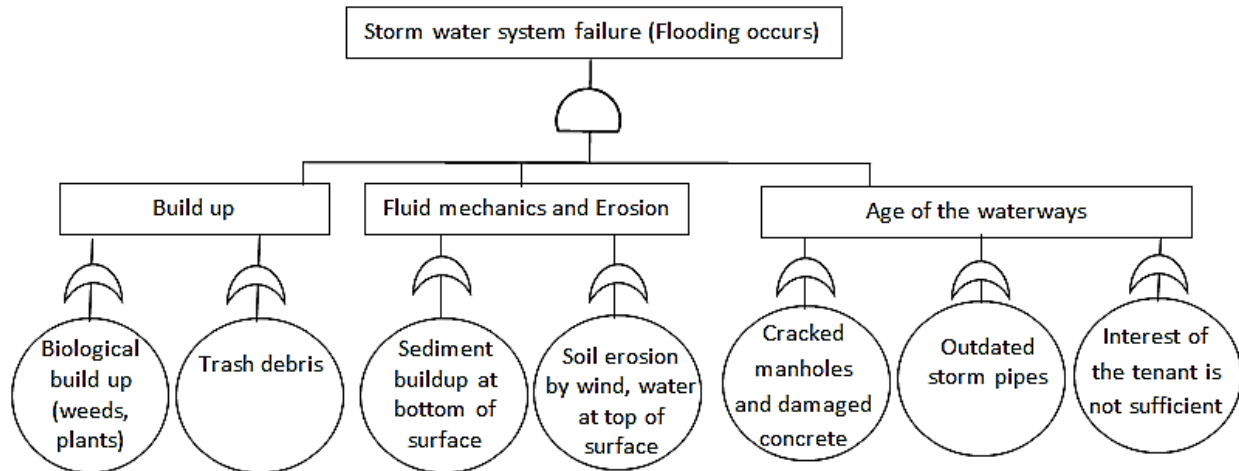 Storm water system failure (Flooding occurs)
Build up
Fluid mechanics and Erosion
Age of the waterways
Biological
build up
(weeds,
plants)
Trash debris
Sediment
buildup at
bottom of
surface
Soil erosion
by wind, water
at top of
surface
Cracked
manholes
and damaged
concrete
Outdated
storm pipes
Interest of
the tenant is
not sufficient